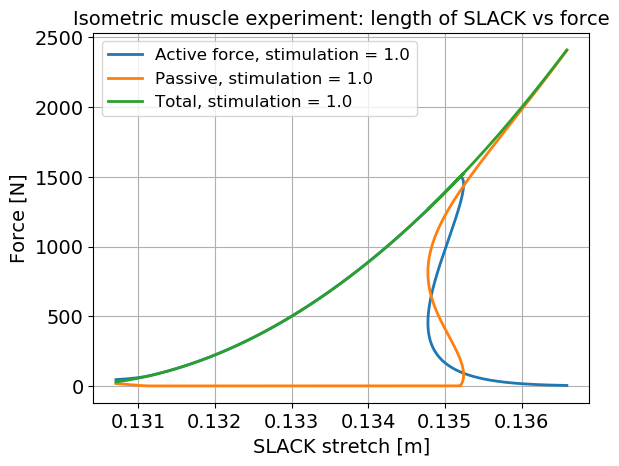 Isometric muscle experiment: length of SLACK vs force
Active force, stimulation = 1.0
Passive, stimulation = 1.0
Total, stimulation = 1.0
Force [N]
2500
2000
1500
1000
500
0
0.131 0.132 0.133 0.134 0.135 0.136
SLACK stretch [m]